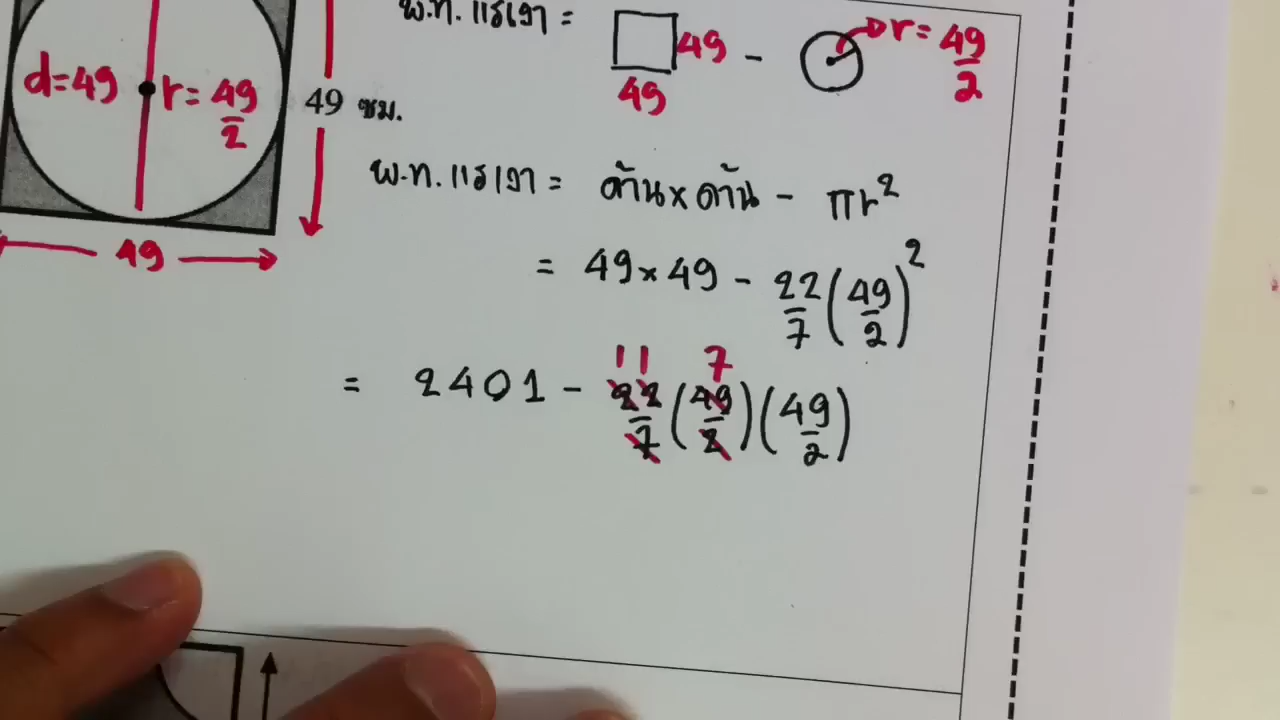 พ.ท. แรเงา = 49 - r = 49/2
49
d=49 r = 49/2 49 ซม.
พ.ท. แรเงา = ด้าน x ด้าน - πr²
49
= 49 x 49 - 22/7 (49/2)²
11 7
= 2401 - 22/7 (49/2)(49/2)